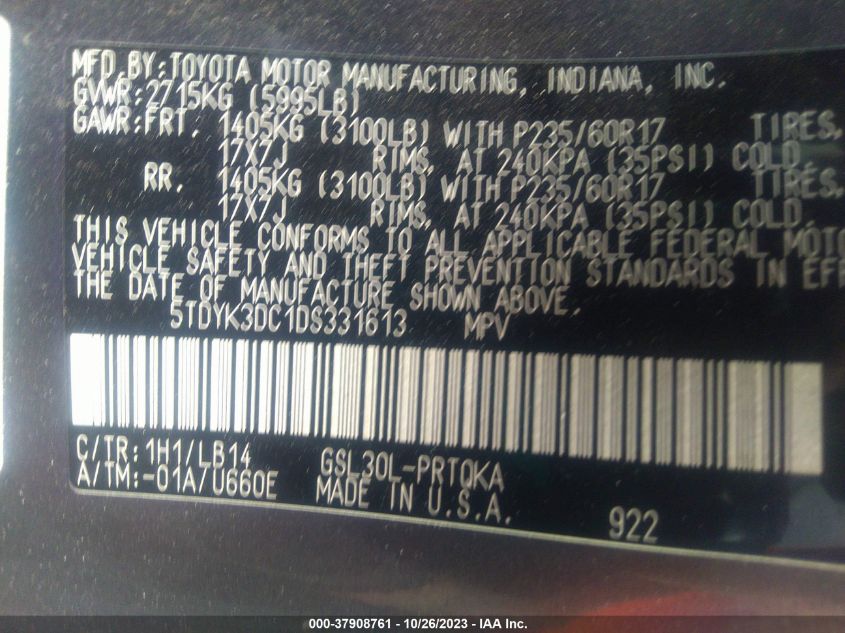 MFD. BY: TOYOTA MOTOR MANUFACTURING, INDIANA, INC.
GVWR: 2715KG (5995LB)
GAWR: FRT. 1405KG (3100LB) WITH P235/60R17 TIRES,
17X7J RIMS, AT 240KPA (35PSI) COLD.
RR. 1405KG (3100LB) WITH P235/60R17 TIRES,
17X7J RIMS, AT 240KPA (35PSI) COLD.
THIS VEHICLE CONFORMS TO ALL APPLICABLE FEDERAL MOTO
VEHICLE SAFETY AND THEFT PREVENTION STANDARDS IN EFF
THE DATE OF MANUFACTURE SHOWN ABOVE.
5TDYK3DC1DS331613 MPV
C/TR: 1H1/LB14 GSL30L-PRTQKA
A/TM:-01A/U660E MADE IN U.S.A. 922
000-37908761 - 10/26/2023 - IAA Inc.